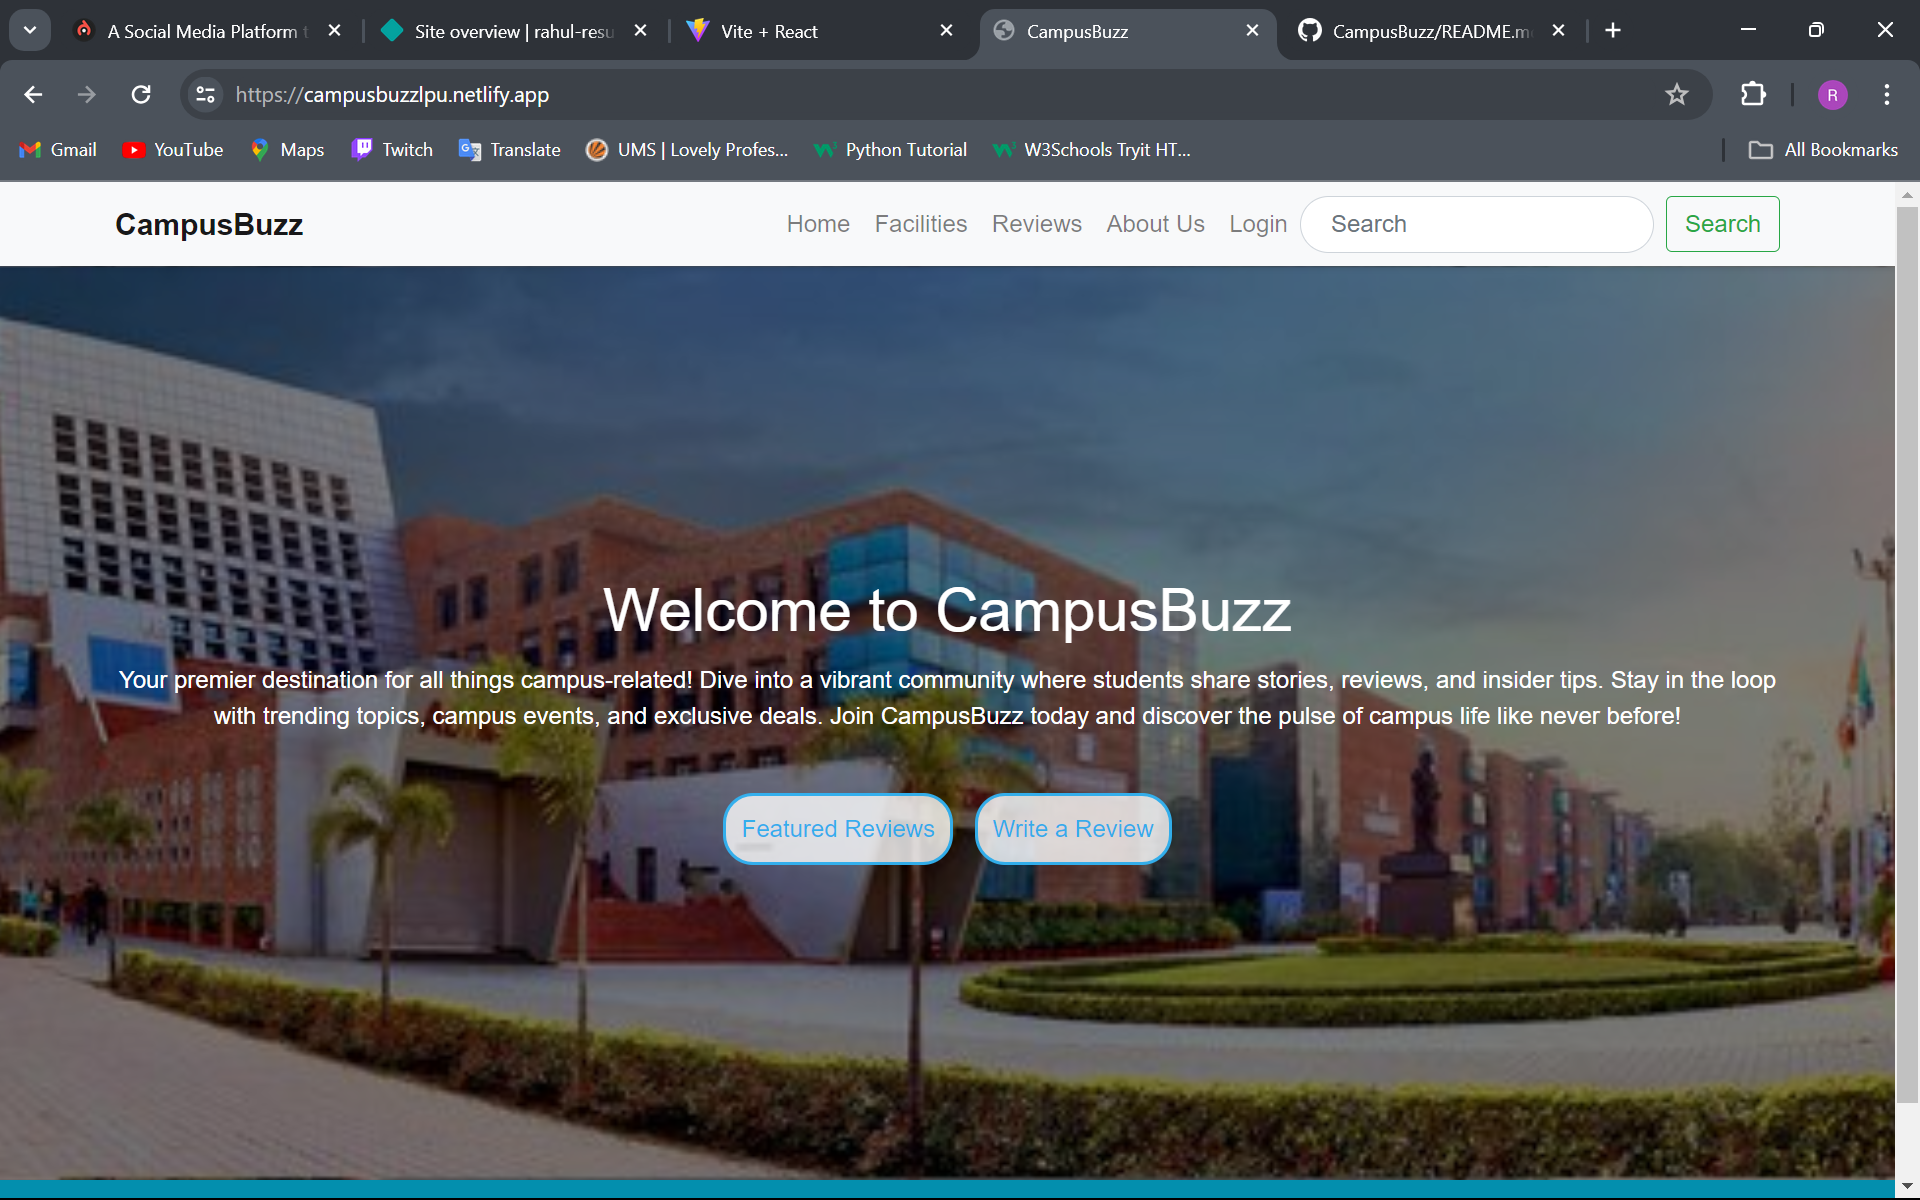 A Social Media Platform
Site overview | rahul-resu
Vite + React
CampusBuzz
CampusBuzz/README.m
https://campusbuzzlpu.netlify.app
R
Gmail
YouTube
Maps
Twitch
Translate
UMS | Lovely Profes...
Python Tutorial
W3Schools Tryit HT...
All Bookmarks
CampusBuzz
Home
Facilities
Reviews
About Us
Login
Search
Search
Welcome to CampusBuzz
Your premier destination for all things campus-related! Dive into a vibrant community where students share stories, reviews, and insider tips. Stay in the loop
with trending topics, campus events, and exclusive deals. Join CampusBuzz today and discover the pulse of campus life like never before!
Featured Reviews
Write a Review